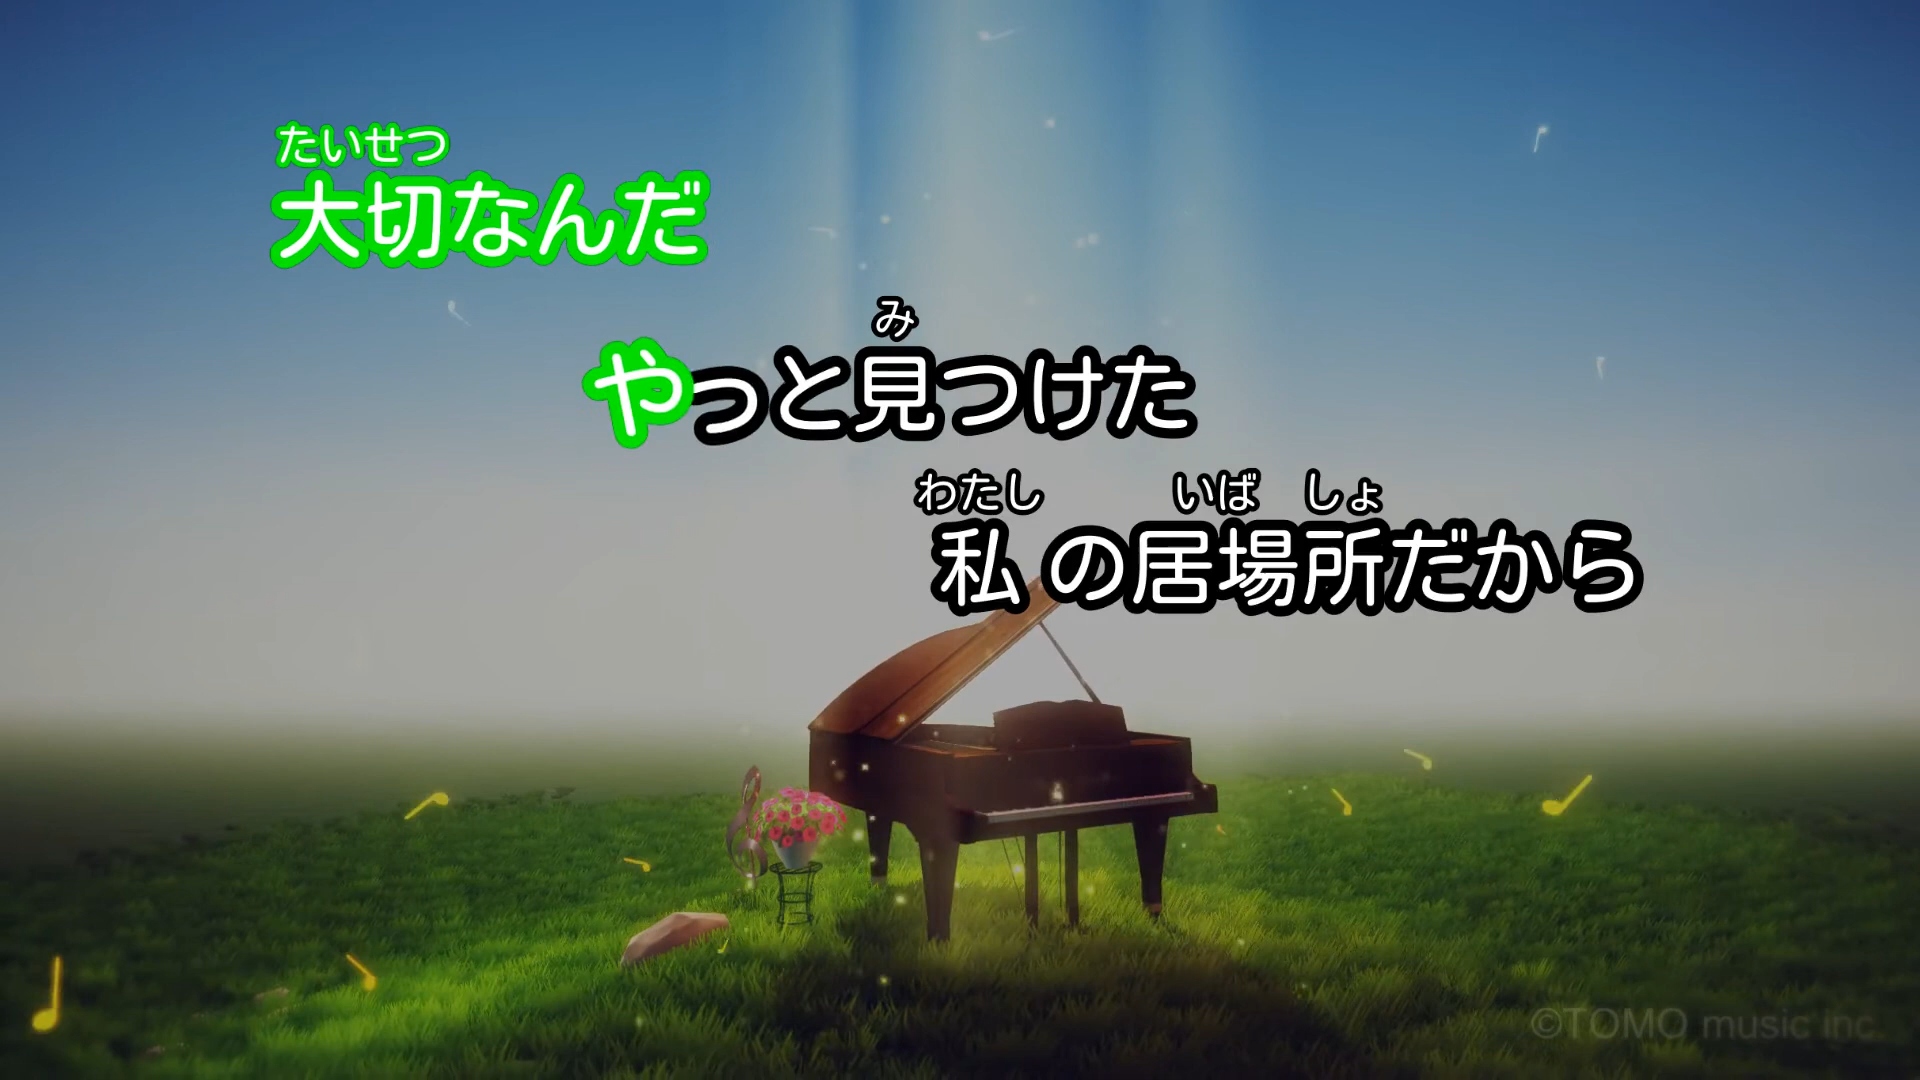 たいせつ
大切なんだ
み
やっと見つけた
わたし いば しょ
私の居場所だから
©TOMO music inc